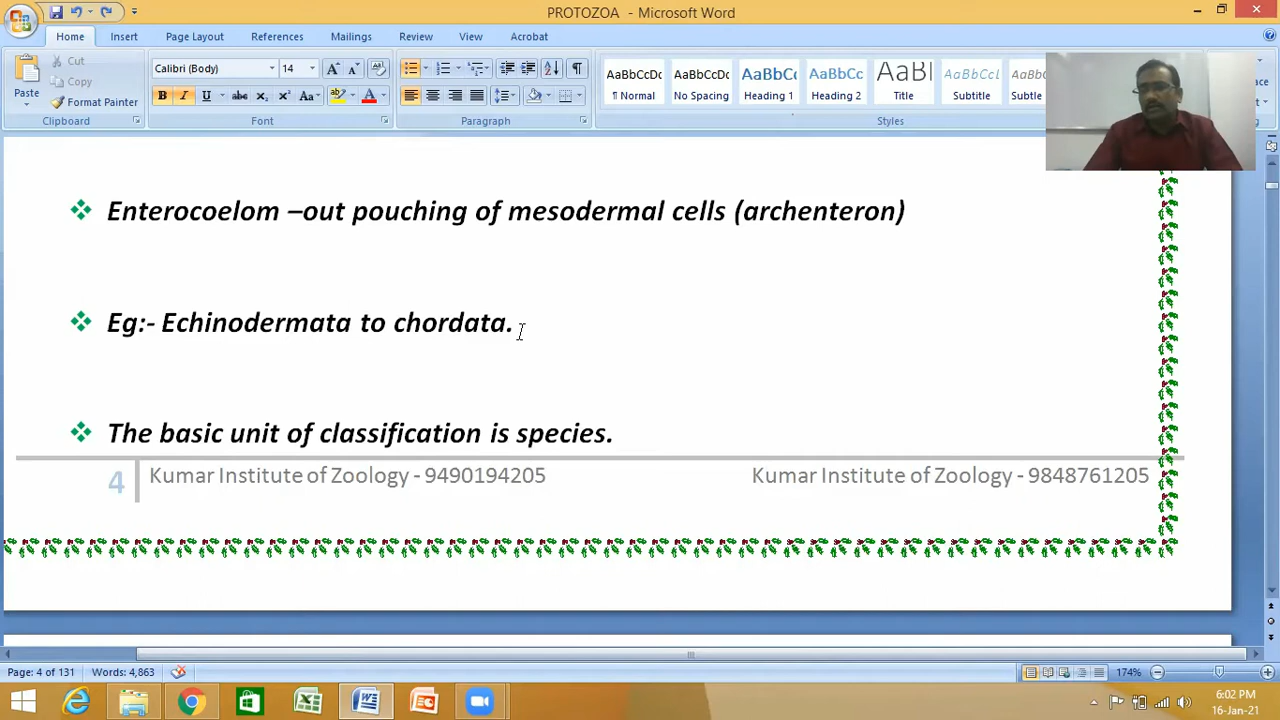 PROTOZOA - Microsoft Word
Home Insert Page Layout References Mailings Review View Acrobat
Cut
Copy
Format Painter
Paste
Clipboard
Calibri (Body) 14
Font
Paragraph
AaBbCcDc AaBbCcDc AaBbCc AaBbCc AaBl AaBbCcL AaBbCc
¶ Normal No Spacing Heading 1 Heading 2 Title Subtitle Subtle
Styles
❖ Enterocoelom –out pouching of mesodermal cells (archenteron)
❖ Eg:- Echinodermata to chordata.
❖ The basic unit of classification is species.
4 Kumar Institute of Zoology - 9490194205 Kumar Institute of Zoology - 9848761205
Page: 4 of 131 Words: 4,863 174%
6:02 PM
16-Jan-21